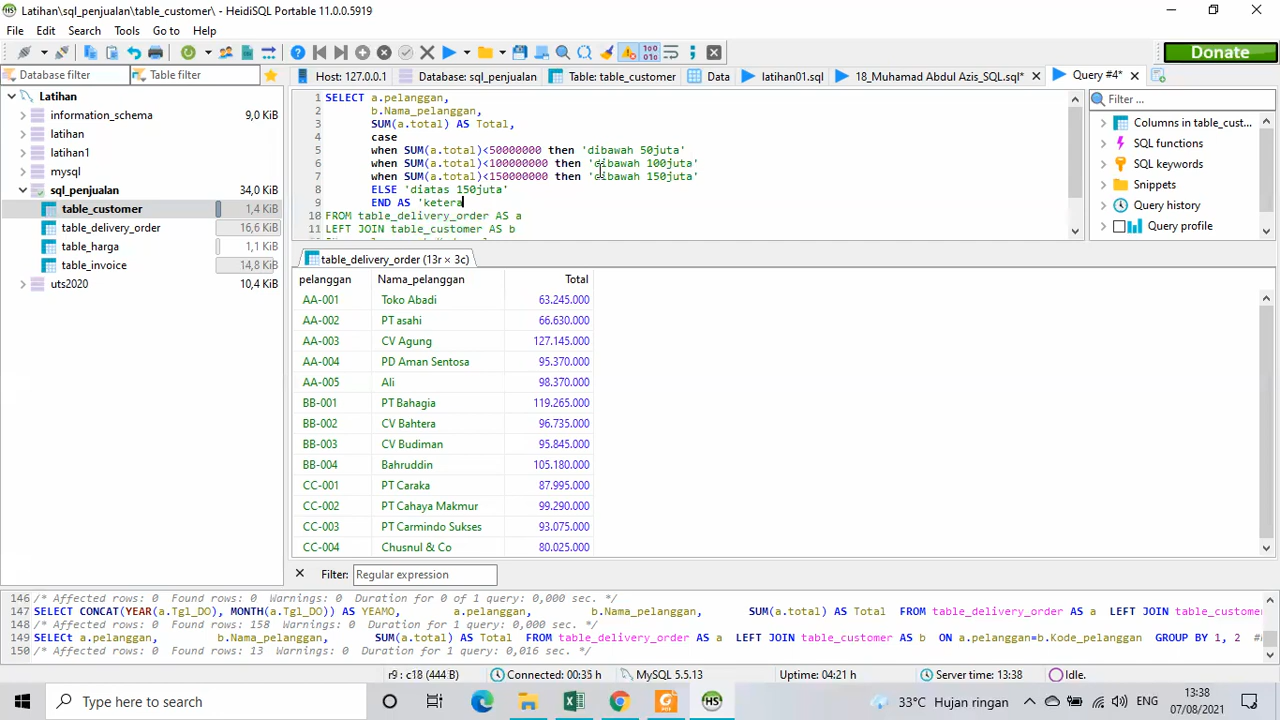 Latihan\sql_penjualan\table_customer\ - HeidiSQL Portable 11.0.0.5919
File Edit Search Tools Go to Help
Donate
Database filter Table filter Host: 127.0.0.1 Database: sql_penjualan Table: table_customer Data latihan01.sql 18_Muhamad Abdul Azis_SQL.sql* Query #4*
Latihan
information_schema 9,0 KiB
latihan
latihan1
mysql
sql_penjualan 34,0 KiB
table_customer 1,4 KiB
table_delivery_order 16,6 KiB
table_harga 1,1 KiB
table_invoice 14,8 KiB
uts2020 10,4 KiB
1 SELECT a.pelanggan,
2 b.Nama_pelanggan,
3 SUM(a.total) AS Total,
4 case
5 when SUM(a.total)<50000000 then 'dibawah 50juta'
6 when SUM(a.total)<100000000 then 'dibawah 100juta'
7 when SUM(a.total)<150000000 then 'dibawah 150juta'
8 ELSE 'diatas 150juta'
9 END AS 'ketera
10 FROM table_delivery_order AS a
11 LEFT JOIN table_customer AS b
Filter ...
Columns in table_cust...
SQL functions
SQL keywords
Snippets
Query history
Query profile
table_delivery_order (13r × 3c)
pelanggan Nama_pelanggan Total
AA-001 Toko Abadi 63.245.000
AA-002 PT asahi 66.630.000
AA-003 CV Agung 127.145.000
AA-004 PD Aman Sentosa 95.370.000
AA-005 Ali 98.370.000
BB-001 PT Bahagia 119.265.000
BB-002 CV Bahtera 96.735.000
BB-003 CV Budiman 95.845.000
BB-004 Bahruddin 105.180.000
CC-001 PT Caraka 87.995.000
CC-002 PT Cahaya Makmur 99.290.000
CC-003 PT Carmindo Sukses 93.075.000
CC-004 Chusnul & Co 80.025.000
Filter: Regular expression
146 /* Affected rows: 0 Found rows: 0 Warnings: 0 Duration for 0 of 1 query: 0,000 sec. */
147 SELECT CONCAT(YEAR(a.Tgl_DO), MONTH(a.Tgl_DO)) AS YEAMO, a.pelanggan, b.Nama_pelanggan, SUM(a.total) AS Total FROM table_delivery_order AS a LEFT JOIN table_custome
148 /* Affected rows: 0 Found rows: 158 Warnings: 0 Duration for 1 query: 0,000 sec. */
149 SELECT a.pelanggan, b.Nama_pelanggan, SUM(a.total) AS Total FROM table_delivery_order AS a LEFT JOIN table_customer AS b ON a.pelanggan=b.Kode_pelanggan GROUP BY 1, 2
150 /* Affected rows: 0 Found rows: 13 Warnings: 0 Duration for 1 query: 0,016 sec. */
r9 : c18 (444 B) Connected: 00:35 h MySQL 5.5.13 Uptime: 04:21 h Server time: 13:38 Idle.
Type here to search 33°C Hujan ringan ENG 13:38
07/08/2021